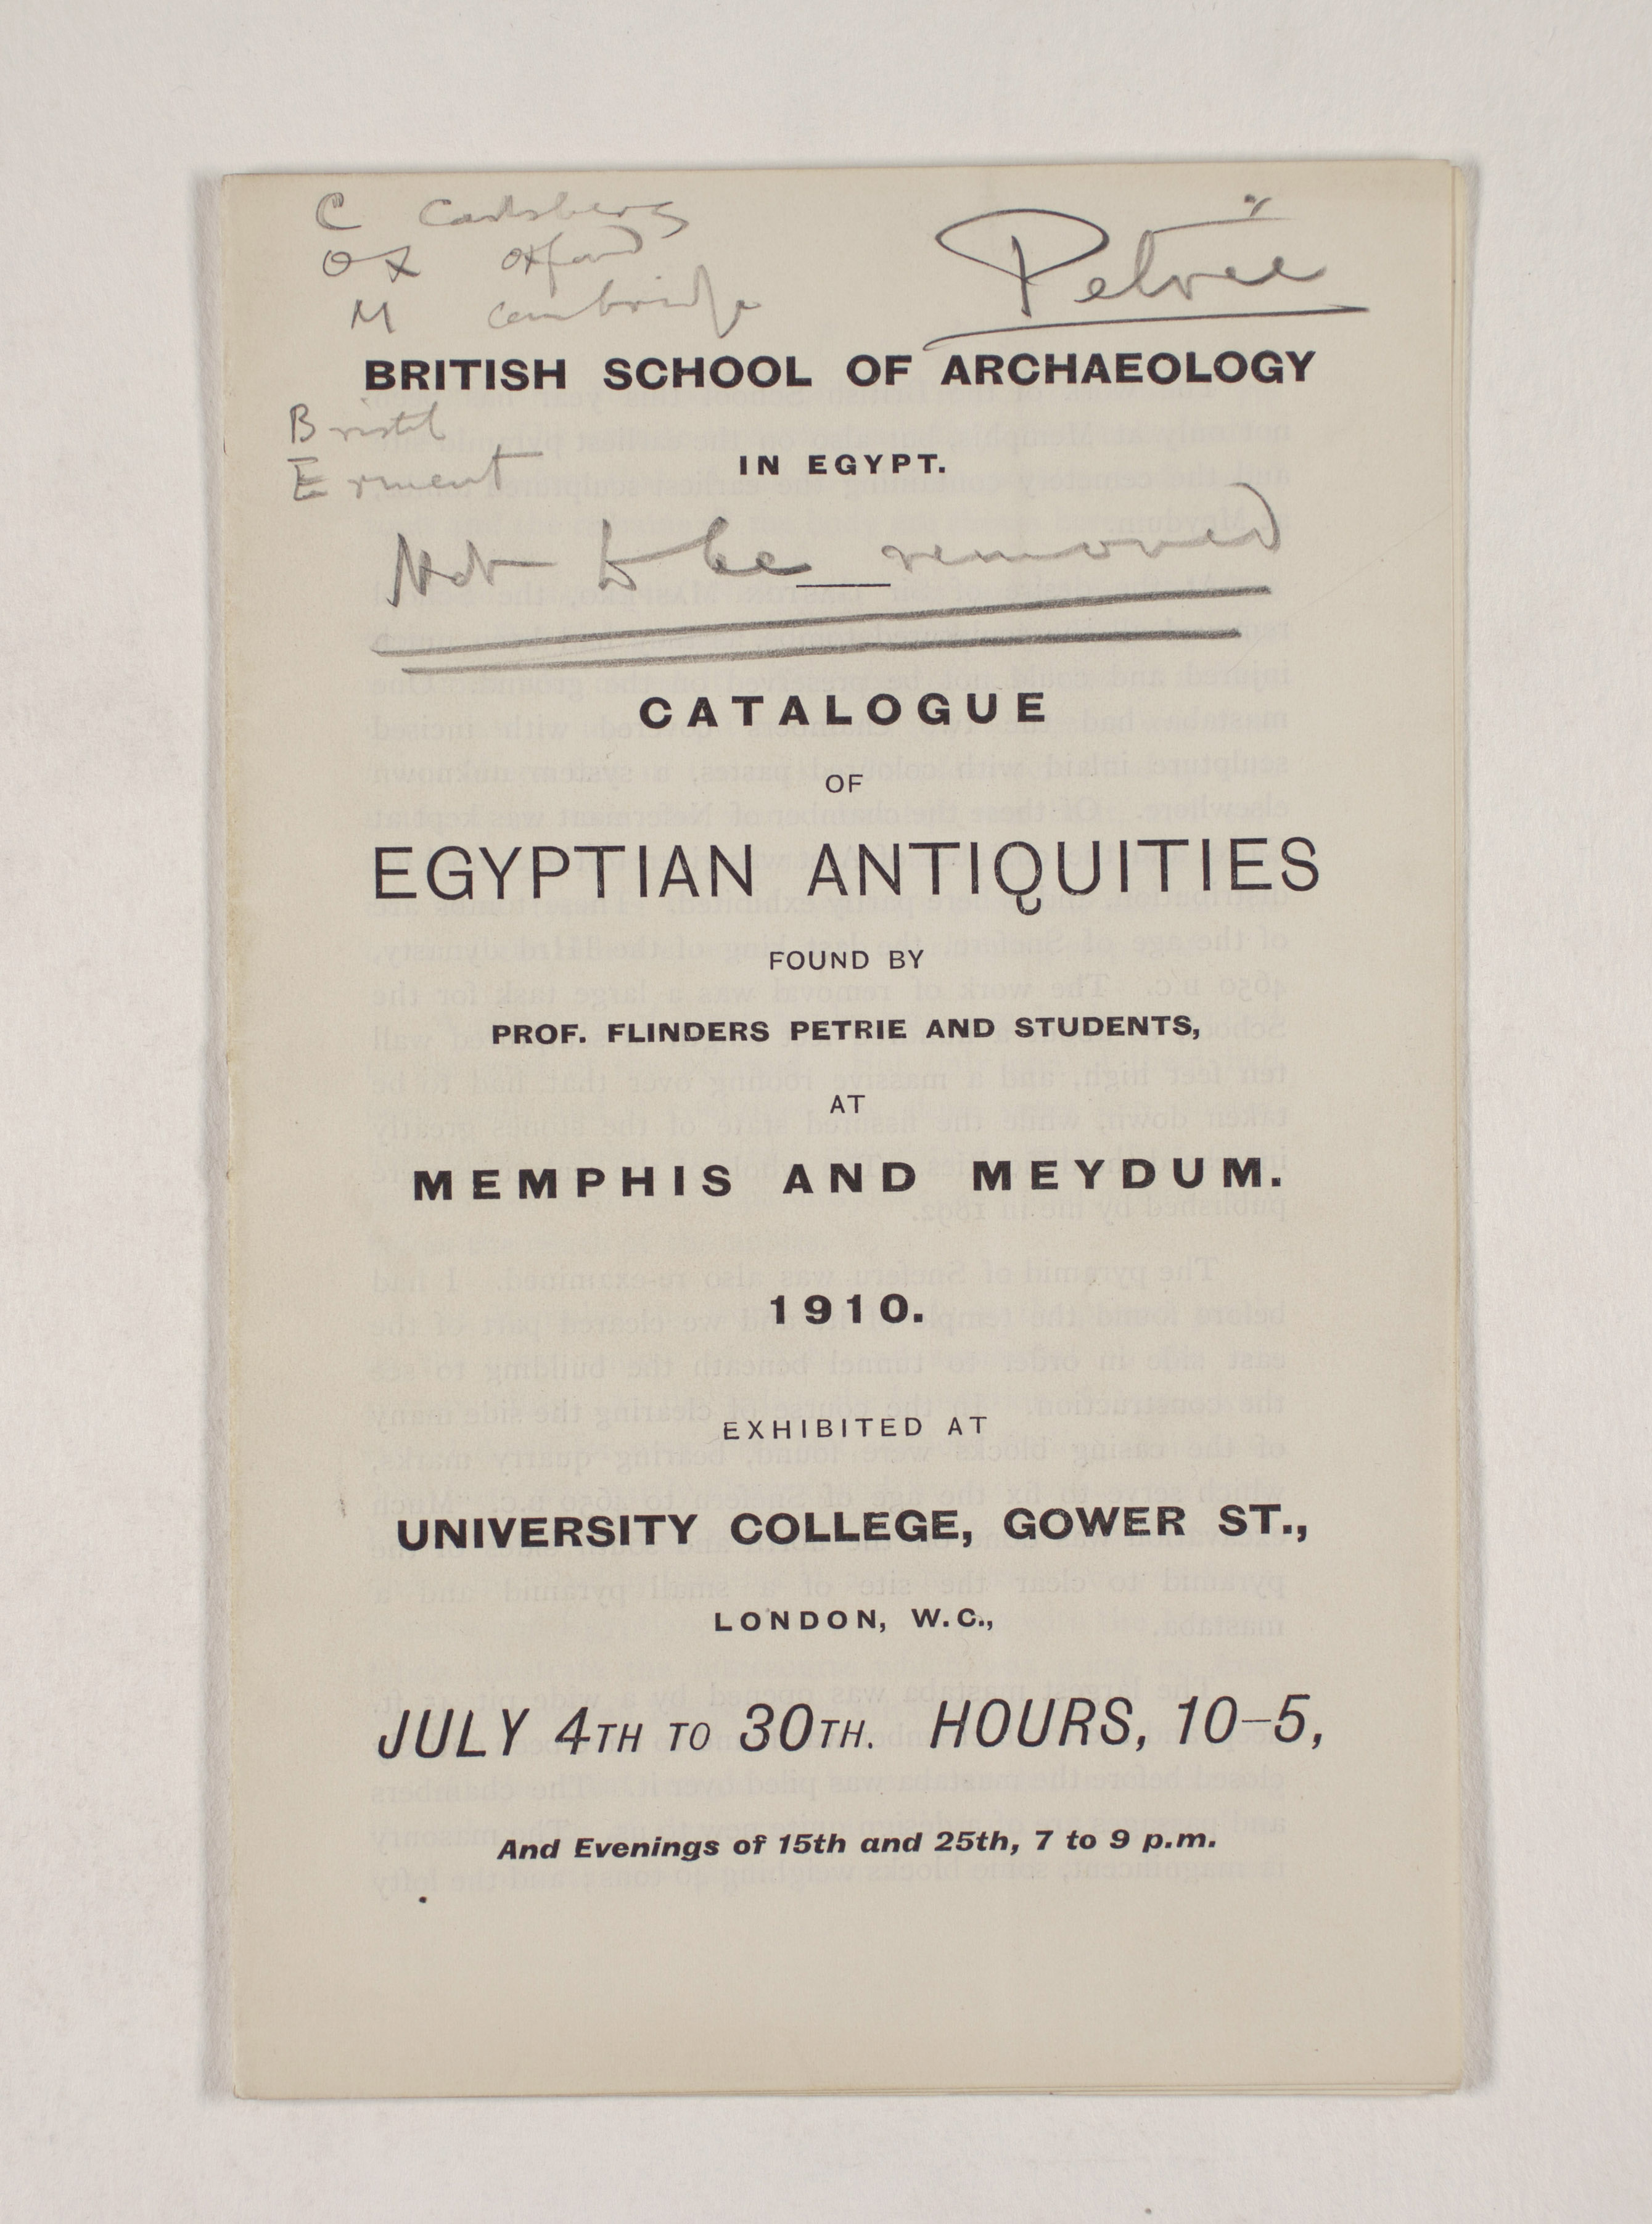 C Carlsberg
OX Oxford
M Cambridge
Petrie
BRITISH SCHOOL OF ARCHAEOLOGY
Bristol
IN EGYPT.
Not to be removed
CATALOGUE
OF
EGYPTIAN ANTIQUITIES
FOUND BY
PROF. FLINDERS PETRIE AND STUDENTS,
AT
MEMPHIS AND MEYDUM.
1910.
EXHIBITED AT
UNIVERSITY COLLEGE, GOWER ST.,
LONDON, W.C.,
JULY 4TH TO 30TH. HOURS, 10–5,
And Evenings of 15th and 25th, 7 to 9 p.m.